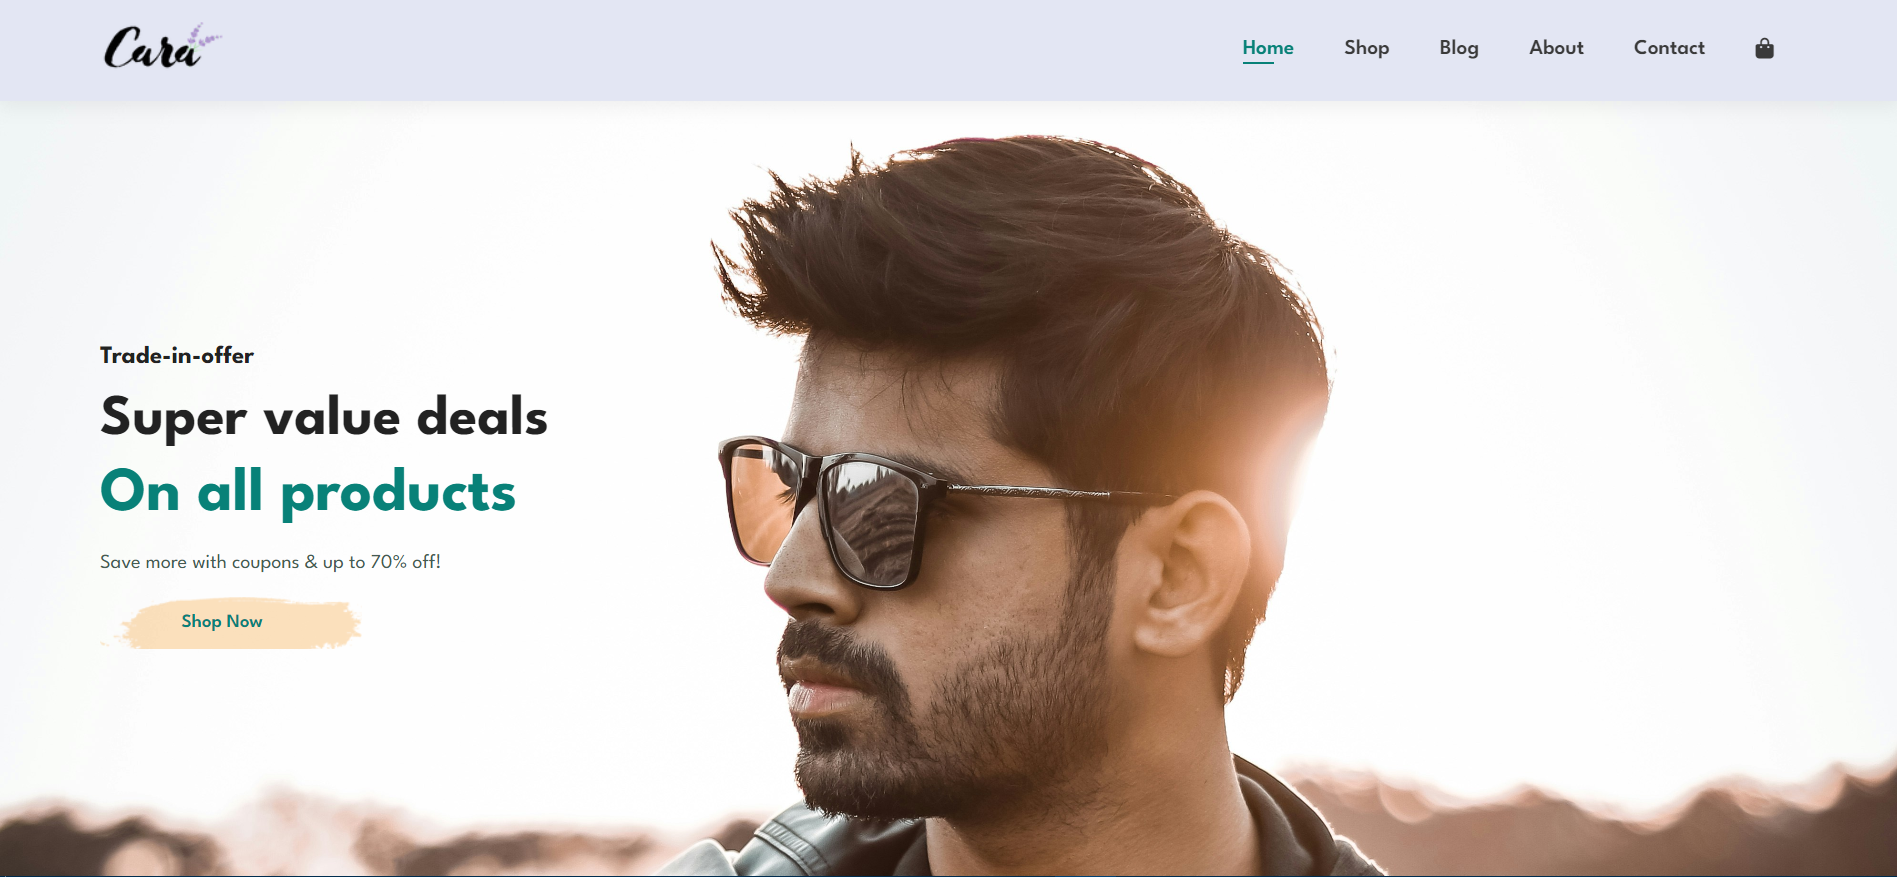 Cara
Home Shop Blog About Contact
Trade-in-offer
Super value deals
On all products
Save more with coupons & up to 70% off!
Shop Now